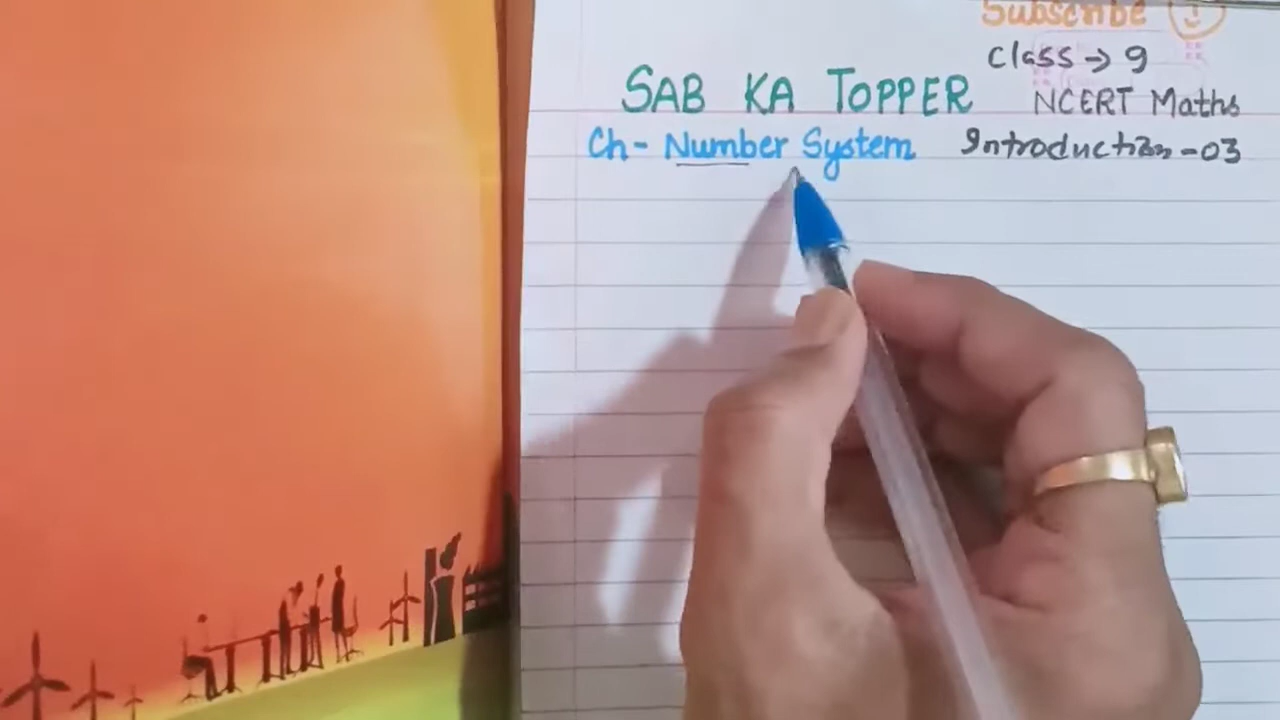 Subscribe
Class → 9
SAB KA TOPPER
NCERT Maths
Ch- Number System
Introduction-03